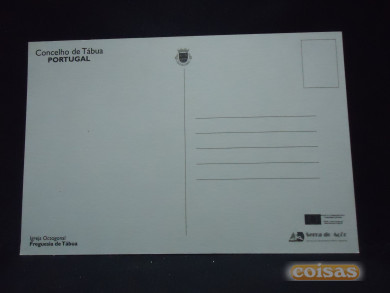 Concelho de Tábua
PORTUGAL
Igreja Octogonal
Freguesia de Tábua
coisas